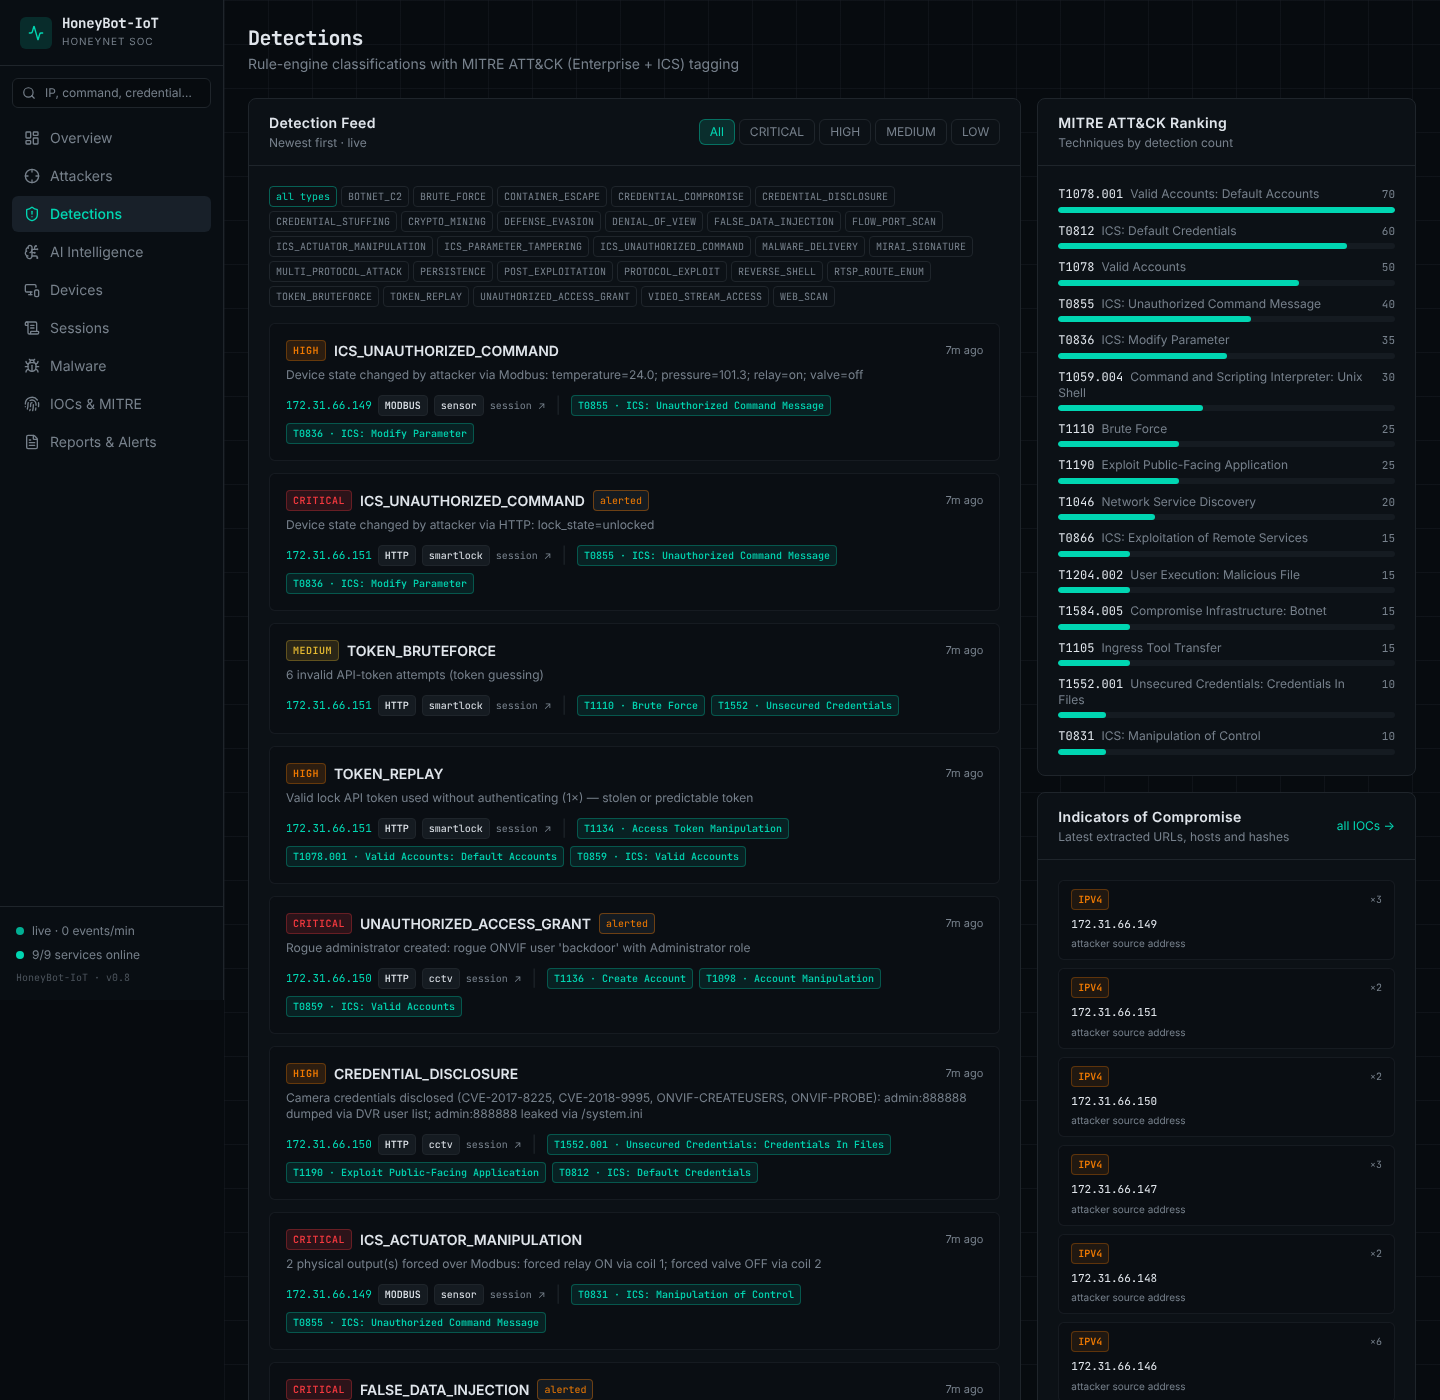 HoneyBot-IoT
HONEYNET SOC
IP, command, credential...
Overview
Attackers
Detections
AI Intelligence
Devices
Sessions
Malware
IOCs & MITRE
Reports & Alerts
live · 0 events/min
9/9 services online
HoneyBot-IoT · v0.8
Detections
Rule-engine classifications with MITRE ATT&CK (Enterprise + ICS) tagging
Detection Feed
Newest first · live
All CRITICAL HIGH MEDIUM LOW
all types BOTNET_C2 BRUTE_FORCE CONTAINER_ESCAPE CREDENTIAL_COMPROMISE CREDENTIAL_DISCLOSURE
CREDENTIAL_STUFFING CRYPTO_MINING DEFENSE_EVASION DENIAL_OF_VIEW FALSE_DATA_INJECTION FLOW_PORT_SCAN
ICS_ACTUATOR_MANIPULATION ICS_PARAMETER_TAMPERING ICS_UNAUTHORIZED_COMMAND MALWARE_DELIVERY MIRAI_SIGNATURE
MULTI_PROTOCOL_ATTACK PERSISTENCE POST_EXPLOITATION PROTOCOL_EXPLOIT REVERSE_SHELL RTSP_ROUTE_ENUM
TOKEN_BRUTEFORCE TOKEN_REPLAY UNAUTHORIZED_ACCESS_GRANT VIDEO_STREAM_ACCESS WEB_SCAN
HIGH ICS_UNAUTHORIZED_COMMAND 7m ago
Device state changed by attacker via Modbus: temperature=24.0; pressure=101.3; relay=on; valve=off
172.31.66.149 MODBUS sensor session ↗ T0855 · ICS: Unauthorized Command Message
T0836 · ICS: Modify Parameter
CRITICAL ICS_UNAUTHORIZED_COMMAND alerted 7m ago
Device state changed by attacker via HTTP: lock_state=unlocked
172.31.66.151 HTTP smartlock session ↗ T0855 · ICS: Unauthorized Command Message
T0836 · ICS: Modify Parameter
MEDIUM TOKEN_BRUTEFORCE 7m ago
6 invalid API-token attempts (token guessing)
172.31.66.151 HTTP smartlock session ↗ T1110 · Brute Force T1552 · Unsecured Credentials
HIGH TOKEN_REPLAY 7m ago
Valid lock API token used without authenticating (1×) — stolen or predictable token
172.31.66.151 HTTP smartlock session ↗ T1134 · Access Token Manipulation
T1078.001 · Valid Accounts: Default Accounts T0859 · ICS: Valid Accounts
CRITICAL UNAUTHORIZED_ACCESS_GRANT alerted 7m ago
Rogue administrator created: rogue ONVIF user 'backdoor' with Administrator role
172.31.66.150 HTTP cctv session ↗ T1136 · Create Account T1098 · Account Manipulation
T0859 · ICS: Valid Accounts
HIGH CREDENTIAL_DISCLOSURE 7m ago
Camera credentials disclosed (CVE-2017-8225, CVE-2018-9995, ONVIF-CREATEUSERS, ONVIF-PROBE): admin:888888
dumped via DVR user list; admin:888888 leaked via /system.ini
172.31.66.150 HTTP cctv session ↗ T1552.001 · Unsecured Credentials: Credentials In Files
T1190 · Exploit Public-Facing Application T0812 · ICS: Default Credentials
CRITICAL ICS_ACTUATOR_MANIPULATION 7m ago
2 physical output(s) forced over Modbus: forced relay ON via coil 1; forced valve OFF via coil 2
172.31.66.149 MODBUS sensor session ↗ T0831 · ICS: Manipulation of Control
T0855 · ICS: Unauthorized Command Message
CRITICAL FALSE_DATA_INJECTION alerted 7m ago
MITRE ATT&CK Ranking
Techniques by detection count
T1078.001 Valid Accounts: Default Accounts 70
T0812 ICS: Default Credentials 60
T1078 Valid Accounts 50
T0855 ICS: Unauthorized Command Message 40
T0836 ICS: Modify Parameter 35
T1059.004 Command and Scripting Interpreter: Unix 30
Shell
T1110 Brute Force 25
T1190 Exploit Public-Facing Application 25
T1046 Network Service Discovery 20
T0866 ICS: Exploitation of Remote Services 15
T1204.002 User Execution: Malicious File 15
T1584.005 Compromise Infrastructure: Botnet 15
T1105 Ingress Tool Transfer 15
T1552.001 Unsecured Credentials: Credentials In 10
Files
T0831 ICS: Manipulation of Control 10
Indicators of Compromise
Latest extracted URLs, hosts and hashes
all IOCs →
IPV4 ×3
172.31.66.149
attacker source address
IPV4 ×2
172.31.66.151
attacker source address
IPV4 ×2
172.31.66.150
attacker source address
IPV4 ×3
172.31.66.147
attacker source address
IPV4 ×2
172.31.66.148
attacker source address
IPV4 ×6
172.31.66.146
attacker source address